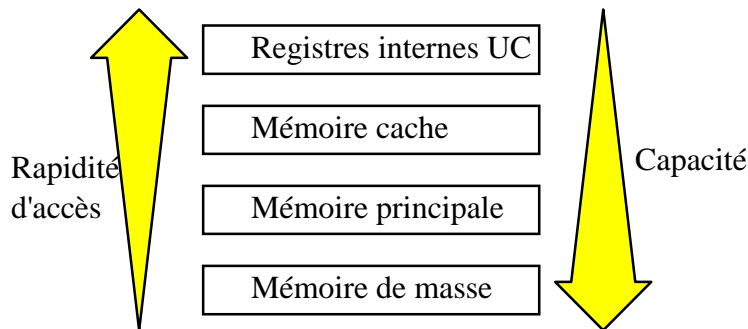 Registres internes UC
Mémoire cache
Rapidité
d'accès
Capacité
Mémoire principale
Mémoire de masse